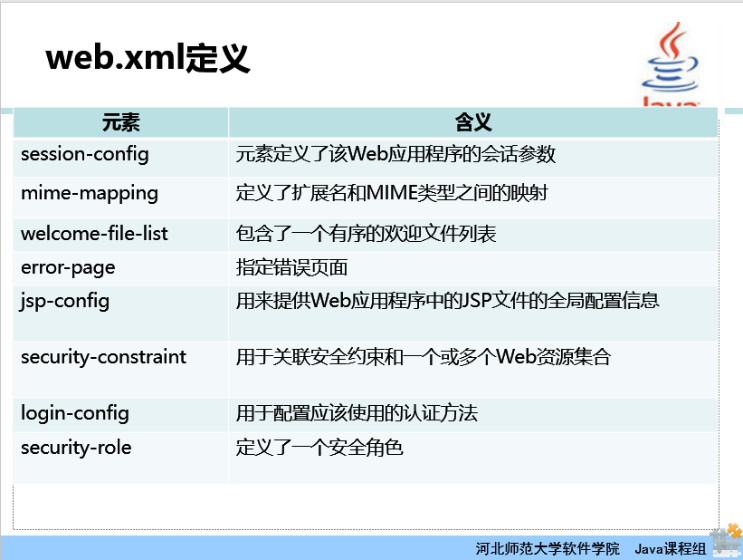 web.xml定义
Java
元素 含义
session-config 元素定义了该Web应用程序的会话参数
mime-mapping 定义了扩展名和MIME类型之间的映射
welcome-file-list 包含了一个有序的欢迎文件列表
error-page 指定错误页面
jsp-config 用来提供Web应用程序中的JSP文件的全局配置信息
security-constraint 用于关联安全约束和一个或多个Web资源集合
login-config 用于配置应该使用的认证方法
security-role 定义了一个安全角色
河北师范大学软件学院 Java课程组